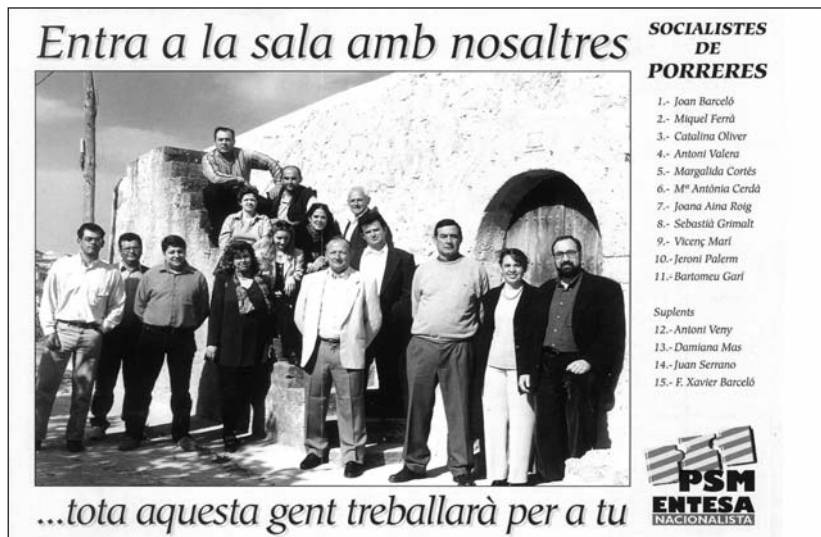 Entra a la sala amb nosaltres
SOCIALISTES
DE
PORRERES
1.- Joan Barceló
2.- Miquel Ferrà
3.- Catalina Oliver
4.- Antoni Valera
5.- Margalida Cortés
6.- Mª Antònia Cerdà
7.- Joana Aina Roig
8.- Sebastià Grimalt
9.- Vicenç Marí
10.- Jeroni Palerm
11.- Bartomeu Garí
Suplents
12.- Antoni Veny
13.- Damiana Mas
14.- Juan Serrano
15.- F. Xavier Barceló
PSM
ENTESA
NACIONALISTA
...tota aquesta gent treballarà per a tu